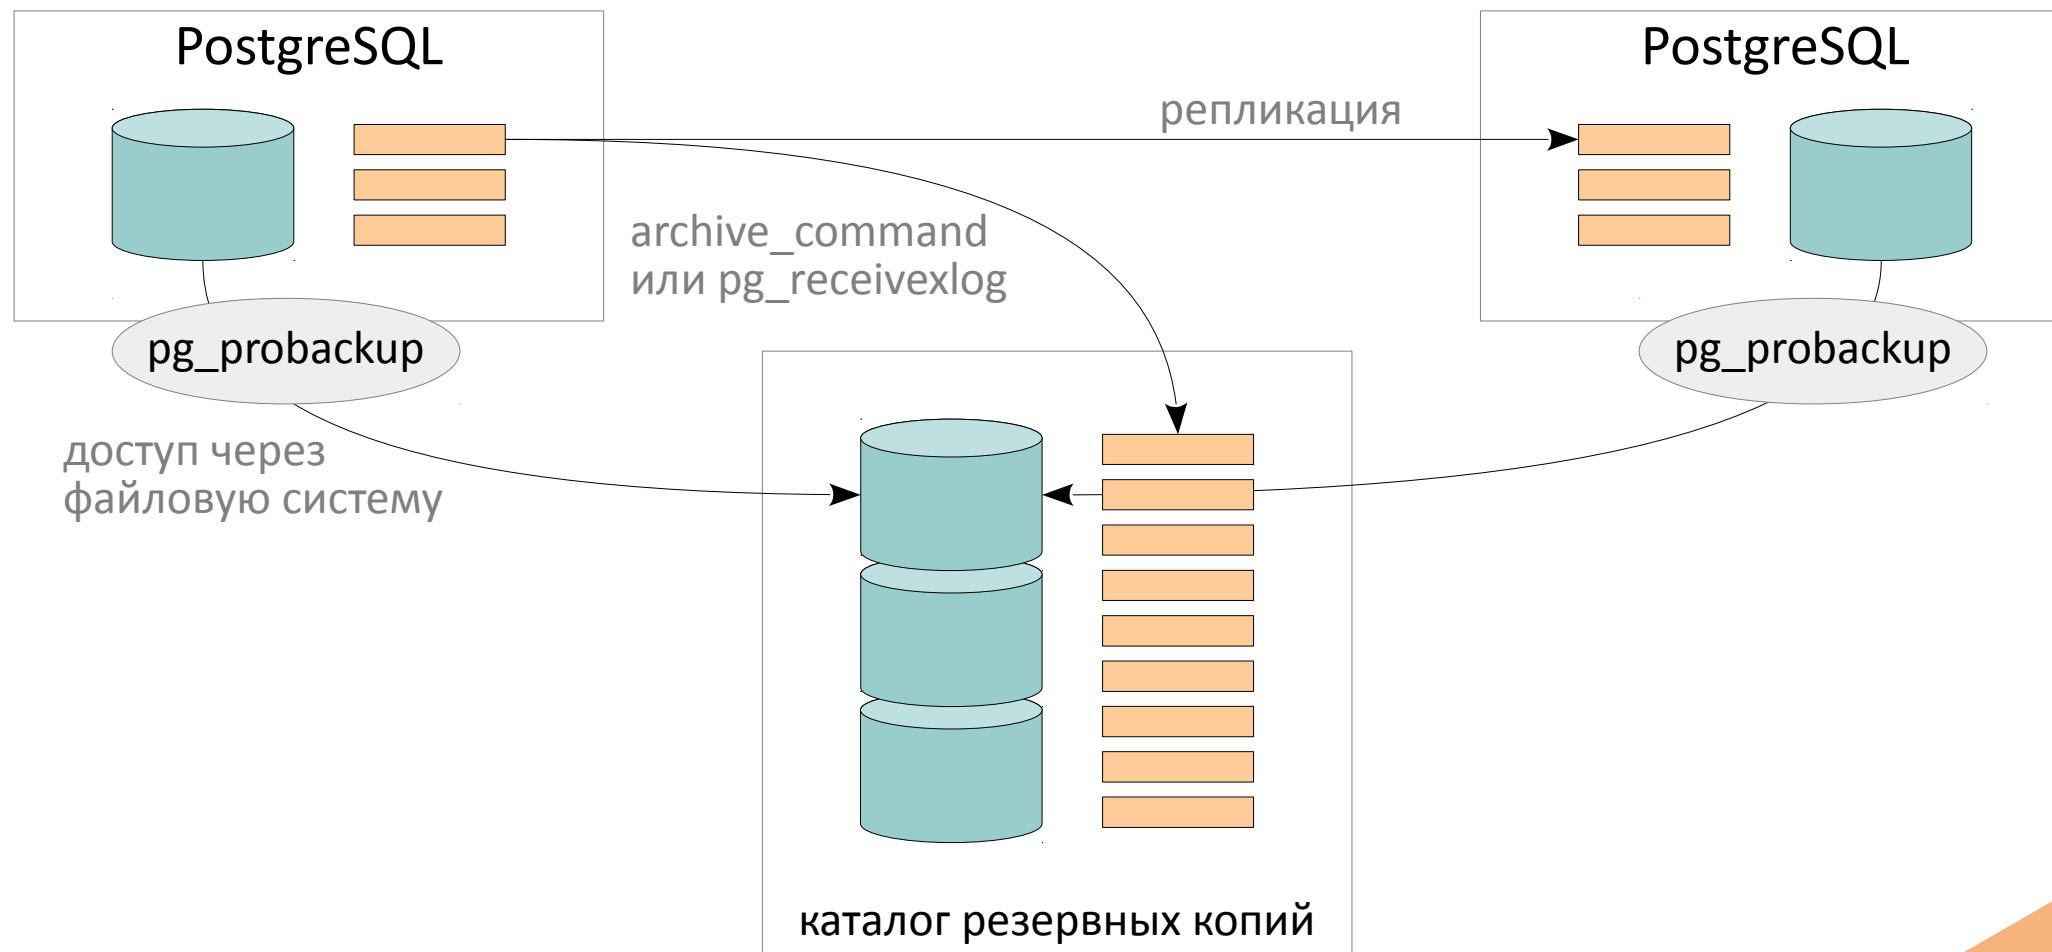 PostgreSQL
PostgreSQL
репликация
archive_command
или pg_receivexlog
pg_probackup
pg_probackup
доступ через
файловую систему
каталог резервных копий